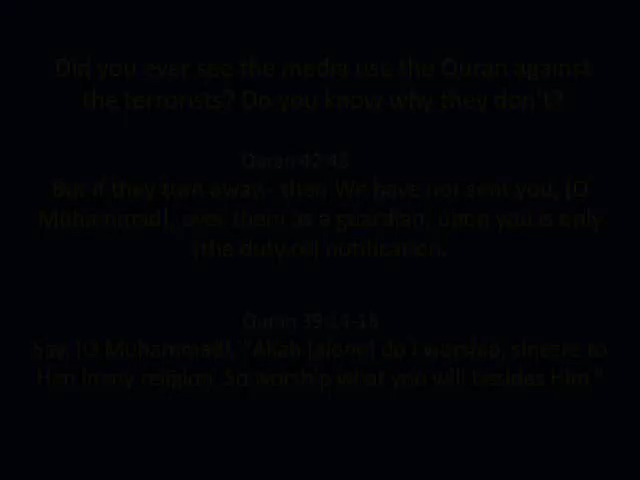 Did you ever see the media use the Quran against
the terrorists? Do you know why they don't?
Quran 42:48
But if they turn away - then We have not sent you, [O
Muhammad], over them as a guardian; upon you is only
[the duty of] notification.
Quran 39:14-15
Say, [O Muhammad], "Allah [alone] do I worship, sincere to
Him in my religion, So worship what you will besides Him."